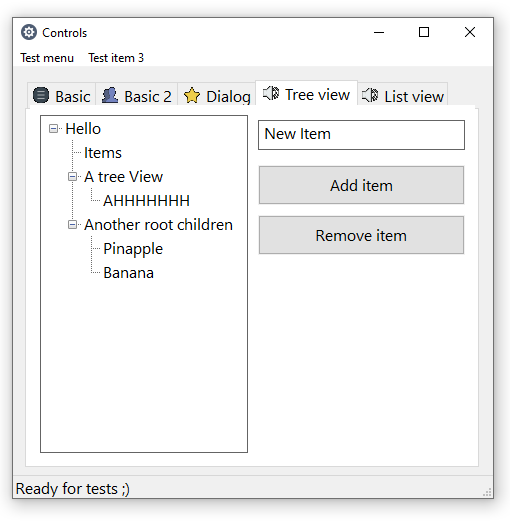 Controls
Test menu Test item 3
Basic Basic 2 Dialog Tree view List view
Hello
Items
A tree View
AHHHHHHH
Another root children
Pinapple
Banana
New Item
Add item
Remove item
Ready for tests ;)